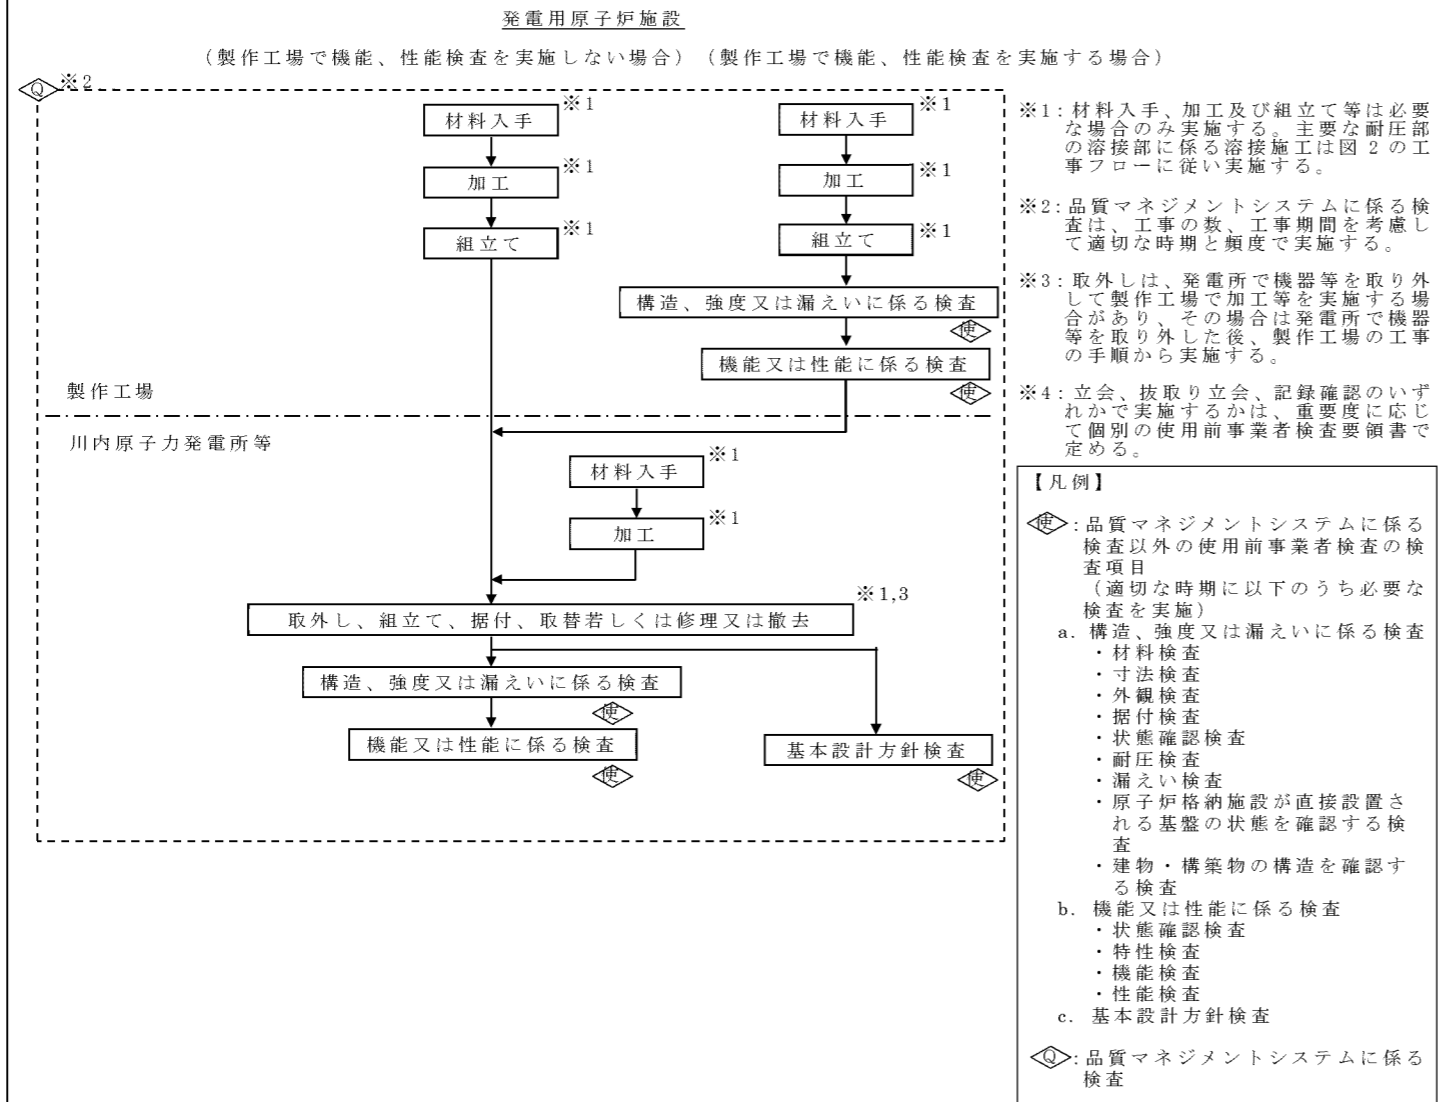 発電用原子炉施設
（製作工場で機能、性能検査を実施しない場合）（製作工場で機能、性能検査を実施する場合）
Q ※2
材料入手 ※1
加工 ※1
組立て ※1
材料入手 ※1
加工 ※1
組立て ※1
構造、強度又は漏えいに係る検査
使
機能又は性能に係る検査
使
製作工場
川内原子力発電所等
材料入手 ※1
加工 ※1
※1,3
取外し、組立て、据付、取替若しくは修理又は撤去
構造、強度又は漏えいに係る検査
使
機能又は性能に係る検査
使
基本設計方針検査
使
※1：材料入手、加工及び組立て等は必要
な場合のみ実施する。主要な耐圧部
の溶接部に係る溶接施工は図2の工
事フローに従い実施する。
※2：品質マネジメントシステムに係る検
査は、工事の数、工事期間を考慮し
て適切な時期と頻度で実施する。
※3：取外しは、発電所で機器等を取り外
して製作工場で加工等を実施する場
合があり、その場合は発電所で機器
等を取り外した後、製作工場の工事
の手順から実施する。
※4：立会、抜取り立会、記録確認のいず
れかで実施するかは、重要度に応じ
て個別の使用前事業者検査要領書で
定める。
【凡例】
使：品質マネジメントシステムに係る
検査以外の使用前事業者検査の検
査項目
（適切な時期に以下のうち必要な
検査を実施）
a. 構造、強度又は漏えいに係る検査
・材料検査
・寸法検査
・外観検査
・据付検査
・状態確認検査
・耐圧検査
・漏えい検査
・原子炉格納施設が直接設置さ
れる基盤の状態を確認する検
査
・建物・構築物の構造を確認す
る検査
b. 機能又は性能に係る検査
・状態確認検査
・特性検査
・機能検査
・性能検査
c. 基本設計方針検査
Q：品質マネジメントシステムに係る
検査